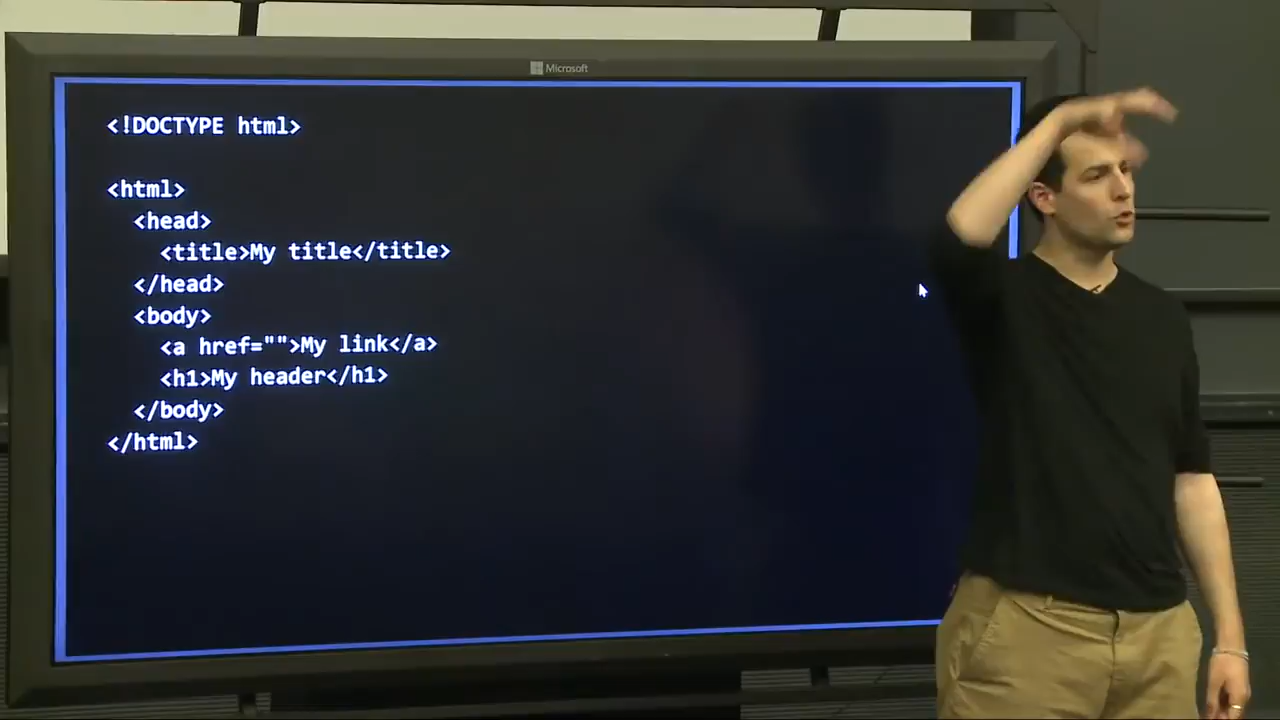 Microsoft
<!DOCTYPE html>
<html>
<head>
<title>My title</title>
</head>
<body>
<a href="">My link</a>
<h1>My header</h1>
</body>
</html>